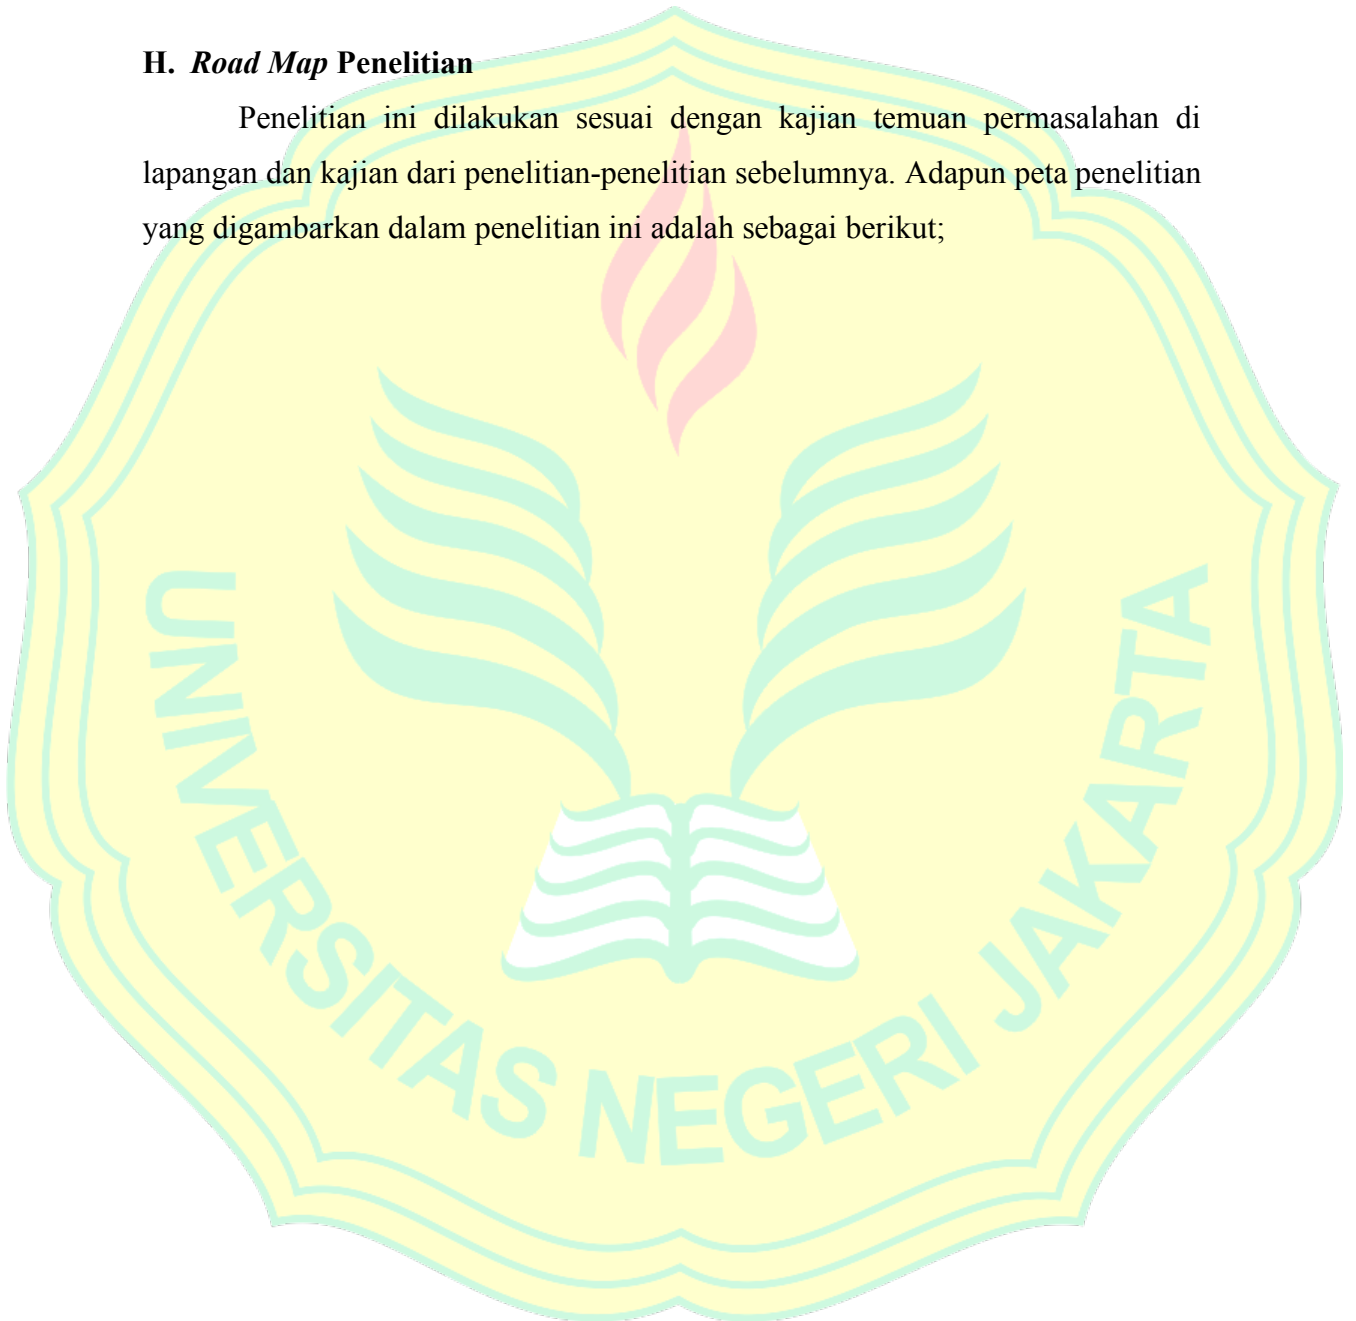 H. Road Map Penelitian
Penelitian ini dilakukan sesuai dengan kajian temuan permasalahan di
lapangan dan kajian dari penelitian-penelitian sebelumnya. Adapun peta penelitian
yang digambarkan dalam penelitian ini adalah sebagai berikut;
UNIVERSITAS NEGERI JAKARTA